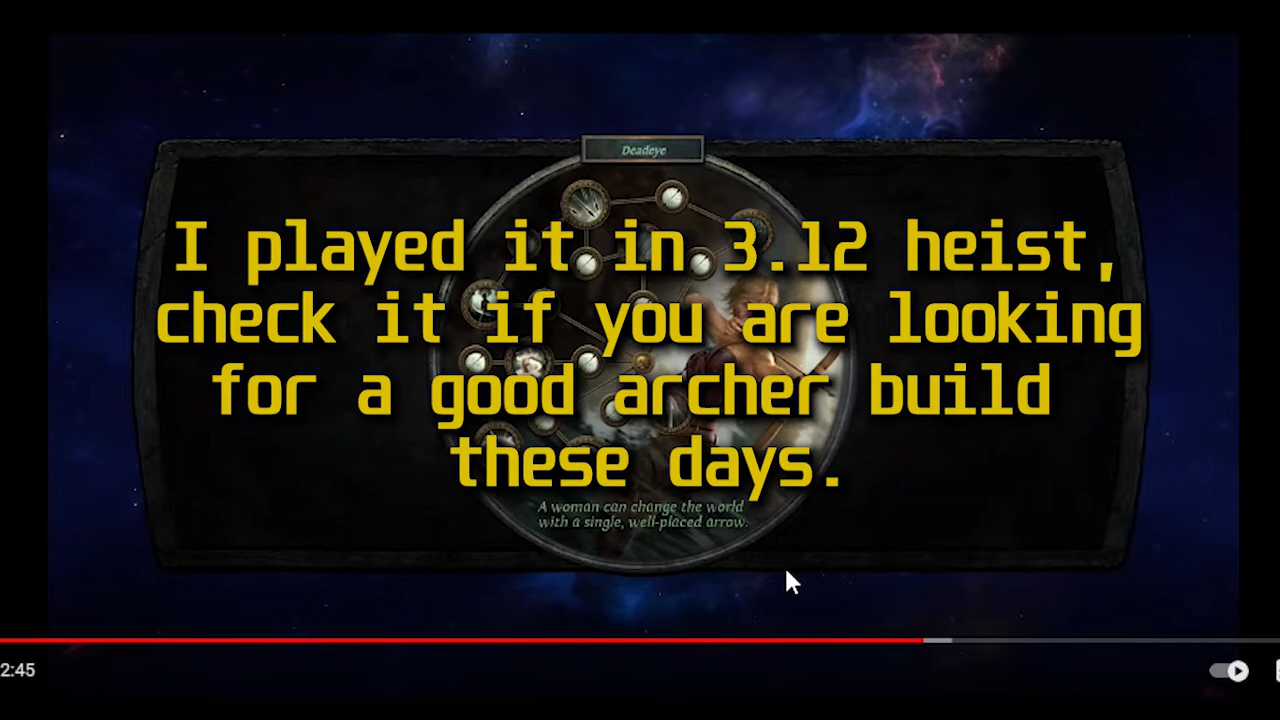 Deadeye
I played it in 3.12 heist,
check it if you are looking
for a good archer build
these days.
A woman can change the world
with a single, well-placed arrow.
2:45